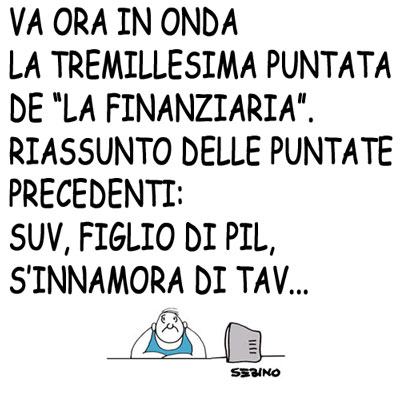 VA ORA IN ONDA
LA TREMILLESIMA PUNTATA
DE "LA FINANZIARIA".
RIASSUNTO DELLE PUNTATE
PRECEDENTI:
SUV, FIGLIO DI PIL,
S'INNAMORA DI TAV...
SEBINO